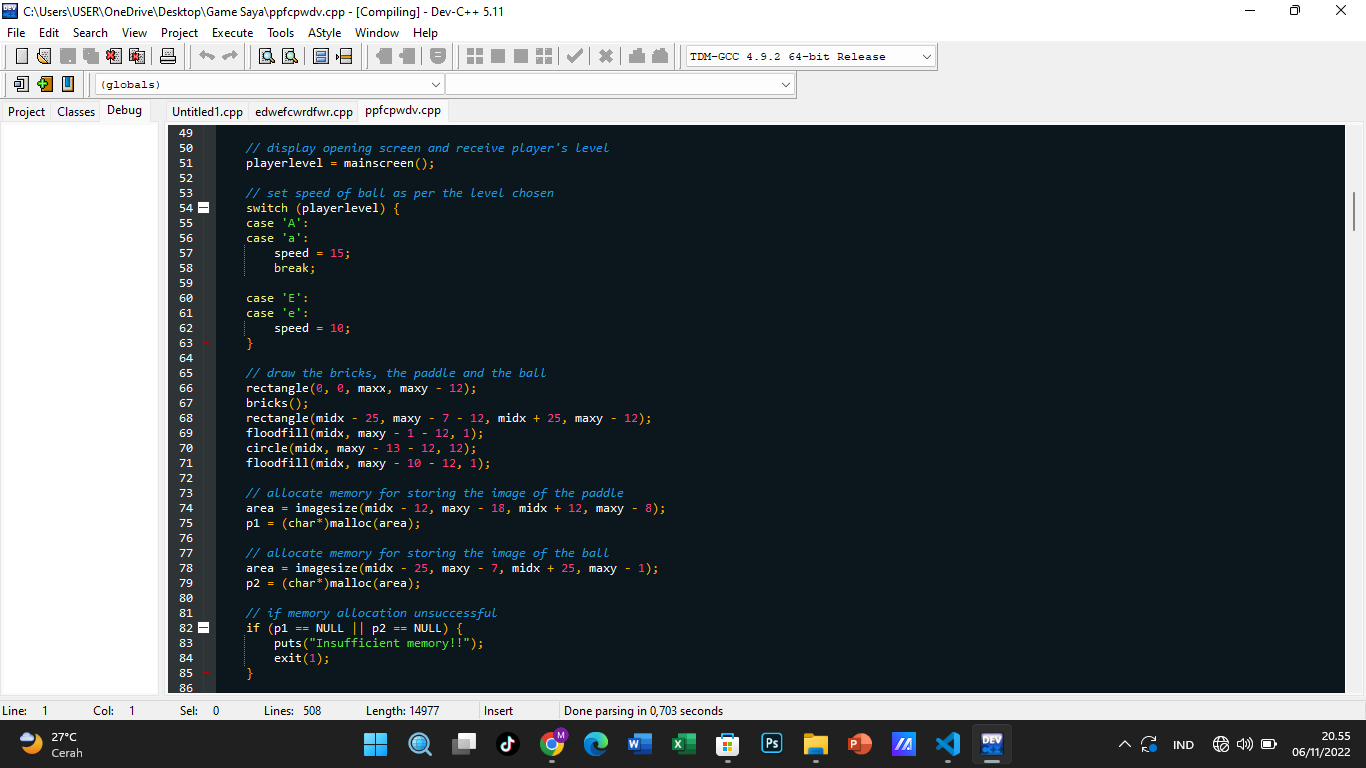 C:\Users\USER\OneDrive\Desktop\Game Saya\ppfcpwdv.cpp - [Compiling] - Dev-C++ 5.11
File Edit Search View Project Execute Tools AStyle Window Help
TDM-GCC 4.9.2 64-bit Release
(globals)
Project Classes Debug Untitled1.cpp edwefcwrdfwr.cpp ppfcpwdv.cpp
49
50 // display opening screen and receive player's level
51 playerlevel = mainscreen();
52
53 // set speed of ball as per the level chosen
54 switch (playerlevel) {
55 case 'A':
56 case 'a':
57 speed = 15;
58 break;
59
60 case 'E':
61 case 'e':
62 speed = 10;
63 }
64
65 // draw the bricks, the paddle and the ball
66 rectangle(0, 0, maxx, maxy - 12);
67 bricks();
68 rectangle(midx - 25, maxy - 7 - 12, midx + 25, maxy - 12);
69 floodfill(midx, maxy - 1 - 12, 1);
70 circle(midx, maxy - 13 - 12, 12);
71 floodfill(midx, maxy - 10 - 12, 1);
72
73 // allocate memory for storing the image of the paddle
74 area = imagesize(midx - 12, maxy - 18, midx + 12, maxy - 8);
75 p1 = (char*)malloc(area);
76
77 // allocate memory for storing the image of the ball
78 area = imagesize(midx - 25, maxy - 7, midx + 25, maxy - 1);
79 p2 = (char*)malloc(area);
80
81 // if memory allocation unsuccessful
82 if (p1 == NULL || p2 == NULL) {
83 puts("Insufficient memory!!");
84 exit(1);
85 }
86
Line: 1 Col: 1 Sel: 0 Lines: 508 Length: 14977 Insert Done parsing in 0,703 seconds
27°C
Cerah
M
W
X
Ps
P
DEV
IND
20.55
06/11/2022